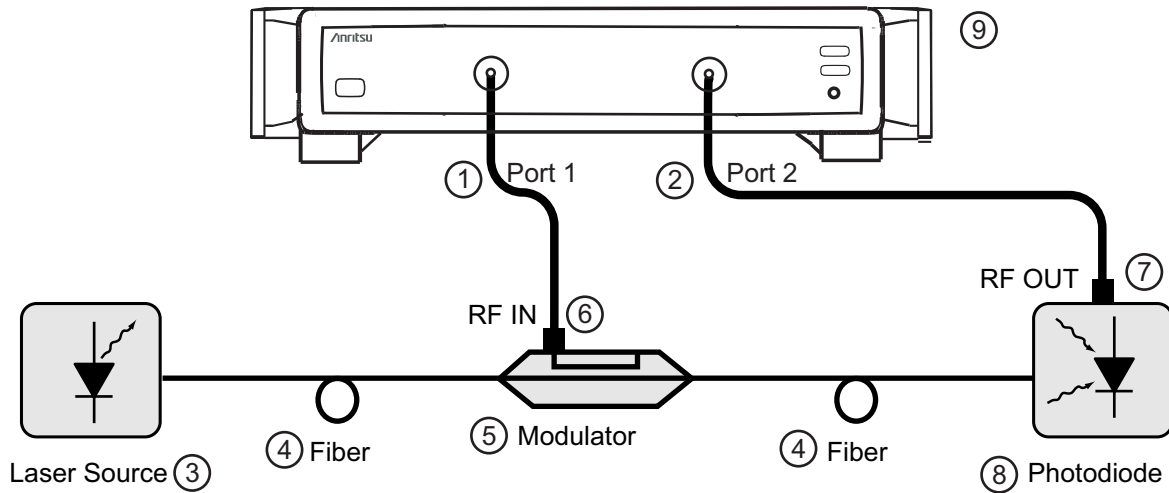 Anritsu
9
1 Port 1
2 Port 2
RF IN 6
RF OUT 7
Laser Source 3
4 Fiber
5 Modulator
4 Fiber
8 Photodiode